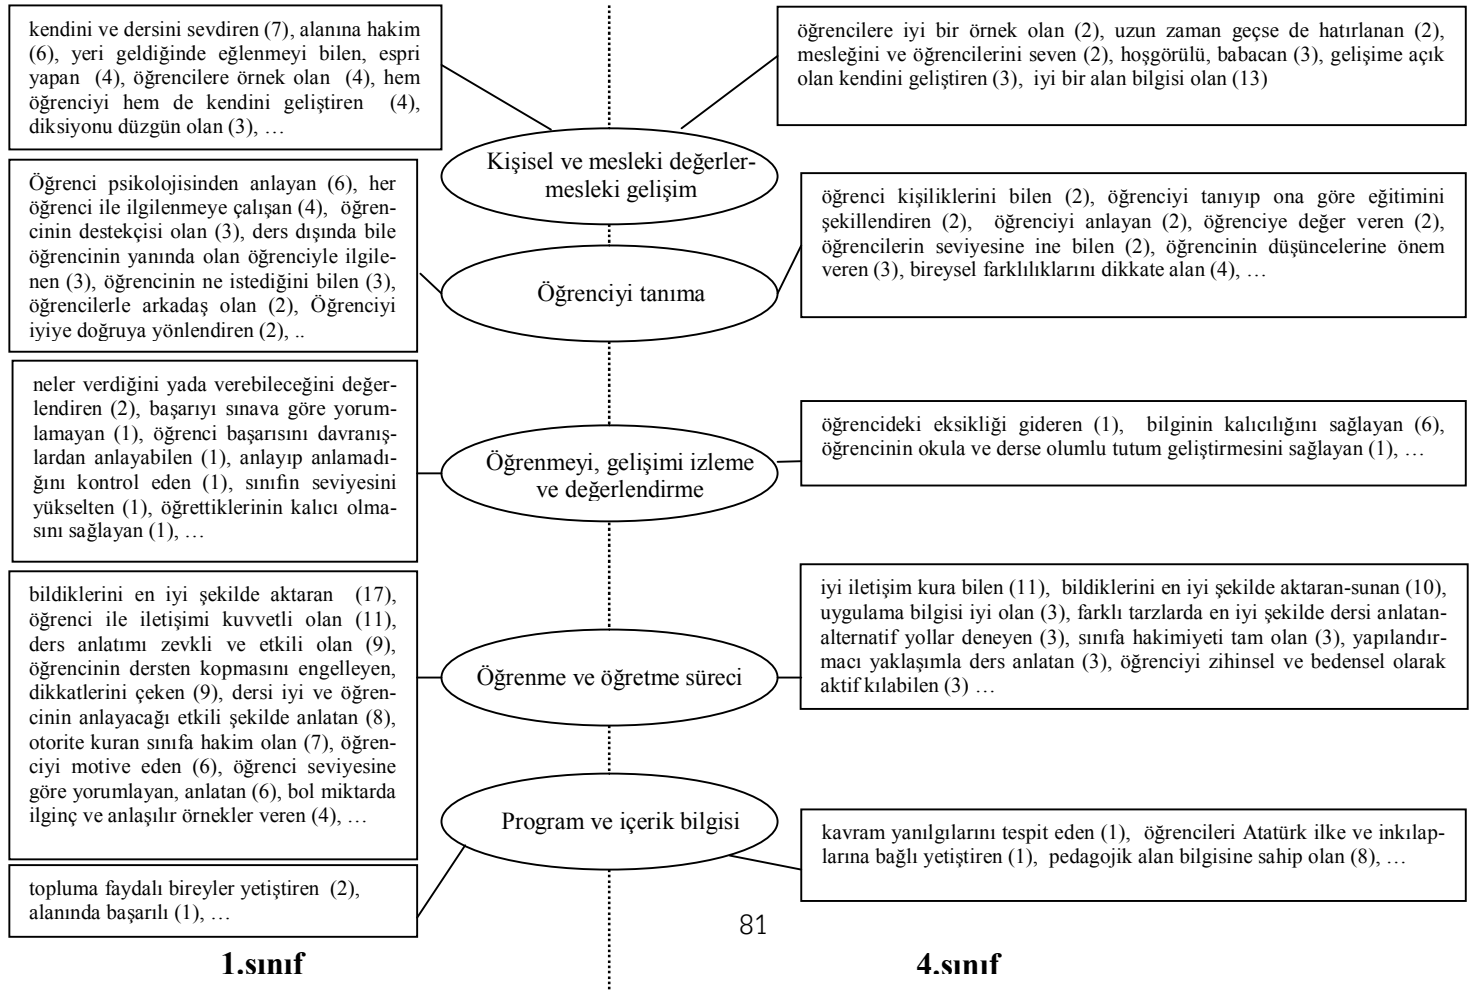 kendini ve dersini sevdiren (7), alanına hakim
(6), yeri geldiğinde eğlenmeyi bilen, espri
yapan (4), öğrencilere örnek olan (4), hem
öğrenciyi hem de kendini geliştiren (4),
diksiyonu düzgün olan (3), …
öğrencilere iyi bir örnek olan (2), uzun zaman geçse de hatırlanan (2),
mesleğini ve öğrencilerini seven (2), hoşgörülü, babacan (3), gelişime açık
olan kendini geliştiren (3), iyi bir alan bilgisi olan (13)
Kişisel ve mesleki değerler-
mesleki gelişim
Öğrenci psikolojisinden anlayan (6), her
öğrenci ile ilgilenmeye çalışan (4), öğren-
cinin destekçisi olan (3), ders dışında bile
öğrencinin yanında olan öğrenciyle ilgile-
nen (3), öğrencinin ne istediğini bilen (3),
öğrencilerle arkadaş olan (2), Öğrenciyi
iyiye doğruya yönlendiren (2), ..
Öğrenciyi tanıma
öğrenci kişiliklerini bilen (2), öğrenciyi tanıyıp ona göre eğitimini
şekillendiren (2), öğrenciyi anlayan (2), öğrenciye değer veren (2),
öğrencilerin seviyesine ine bilen (2), öğrencinin düşüncelerine önem
veren (3), bireysel farklılıklarını dikkate alan (4), …
neler verdiğini yada verebileceğini değer-
lendiren (2), başarıyı sınava göre yorum-
lamayan (1), öğrenci başarısını davranış-
lardan anlayabilen (1), anlayıp anlamadı-
ğını kontrol eden (1), sınıfın seviyesini
yükselten (1), öğrettiklerinin kalıcı olma-
sını sağlayan (1), …
Öğrenmeyi, gelişimi izleme
ve değerlendirme
öğrencideki eksikliği gideren (1), bilginin kalıcılığını sağlayan (6),
öğrencinin okula ve derse olumlu tutum geliştirmesini sağlayan (1), …
bildiklerini en iyi şekilde aktaran (17),
öğrenci ile iletişimi kuvvetli olan (11),
ders anlatımı zevkli ve etkili olan (9),
öğrencinin dersten kopmasını engelleyen,
dikkatlerini çeken (9), dersi iyi ve öğren-
cinin anlayacağı etkili şekilde anlatan (8),
otorite kuran sınıfa hakim olan (7), öğren-
ciyi motive eden (6), öğrenci seviyesine
göre yorumlayan, anlatan (6), bol miktarda
ilginç ve anlaşılır örnekler veren (4), …
Öğrenme ve öğretme süreci
iyi iletişim kura bilen (11), bildiklerini en iyi şekilde aktaran-sunan (10),
uygulama bilgisi iyi olan (3), farklı tarzlarda en iyi şekilde dersi anlatan-
alternatif yollar deneyen (3), sınıfa hakimiyeti tam olan (3), yapılandır-
macı yaklaşımla ders anlatan (3), öğrenciyi zihinsel ve bedensel olarak
aktif kılabilen (3) …
Program ve içerik bilgisi
kavram yanılgılarını tespit eden (1), öğrencileri Atatürk ilke ve inkılap-
larına bağlı yetiştiren (1), pedagojik alan bilgisine sahip olan (8), …
topluma faydalı bireyler yetiştiren (2),
alanında başarılı (1), …
81
1.sınıf
4.sınıf